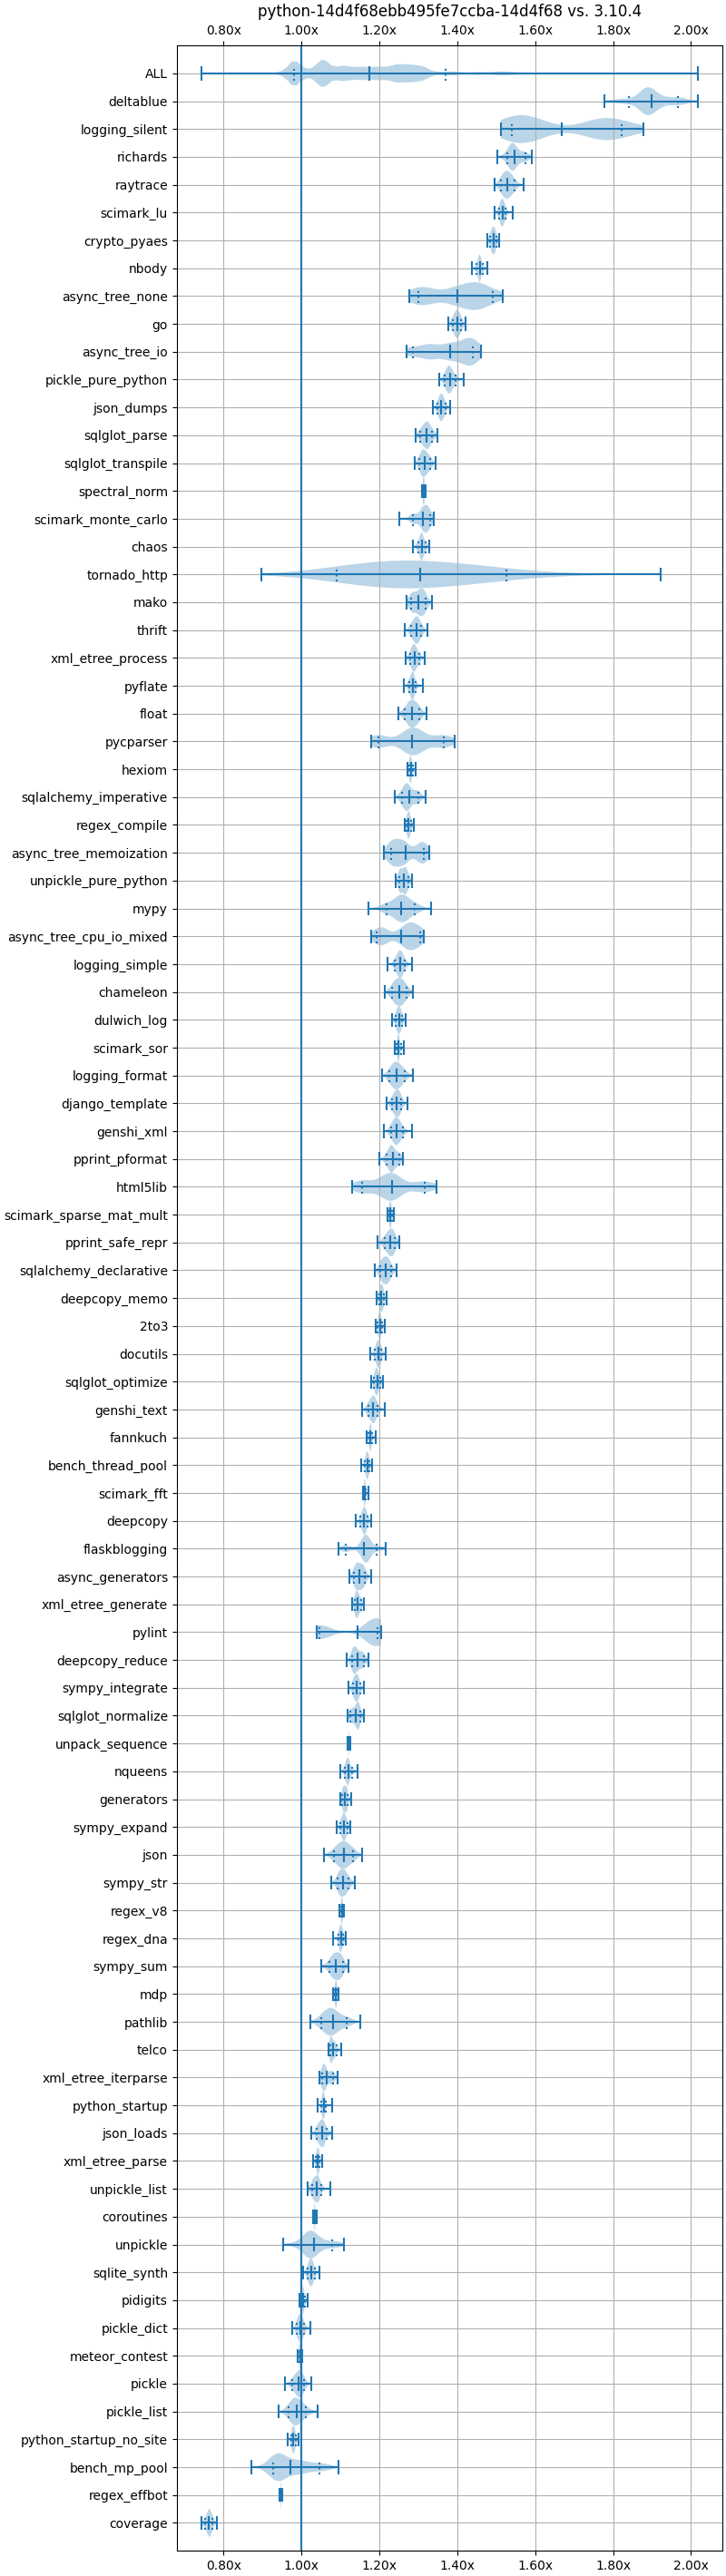 python-14d4f68ebb495fe7ccba-14d4f68 vs. 3.10.4
0.80x 1.00x 1.20x 1.40x 1.60x 1.80x 2.00x
ALL
deltablue
logging_silent
richards
raytrace
scimark_lu
crypto_pyaes
nbody
async_tree_none
go
async_tree_io
pickle_pure_python
json_dumps
sqlglot_parse
sqlglot_transpile
spectral_norm
scimark_monte_carlo
chaos
tornado_http
mako
thrift
xml_etree_process
pyflate
float
pycparser
hexiom
sqlalchemy_imperative
regex_compile
async_tree_memoization
unpickle_pure_python
mypy
async_tree_cpu_io_mixed
logging_simple
chameleon
dulwich_log
scimark_sor
logging_format
django_template
genshi_xml
pprint_pformat
html5lib
scimark_sparse_mat_mult
pprint_safe_repr
sqlalchemy_declarative
deepcopy_memo
2to3
docutils
sqlglot_optimize
genshi_text
fannkuch
bench_thread_pool
scimark_fft
deepcopy
flaskblogging
async_generators
xml_etree_generate
pylint
deepcopy_reduce
sympy_integrate
sqlglot_normalize
unpack_sequence
nqueens
generators
sympy_expand
json
sympy_str
regex_v8
regex_dna
sympy_sum
mdp
pathlib
telco
xml_etree_iterparse
python_startup
json_loads
xml_etree_parse
unpickle_list
coroutines
unpickle
sqlite_synth
pidigits
pickle_dict
meteor_contest
pickle
pickle_list
python_startup_no_site
bench_mp_pool
regex_effbot
coverage
0.80x 1.00x 1.20x 1.40x 1.60x 1.80x 2.00x